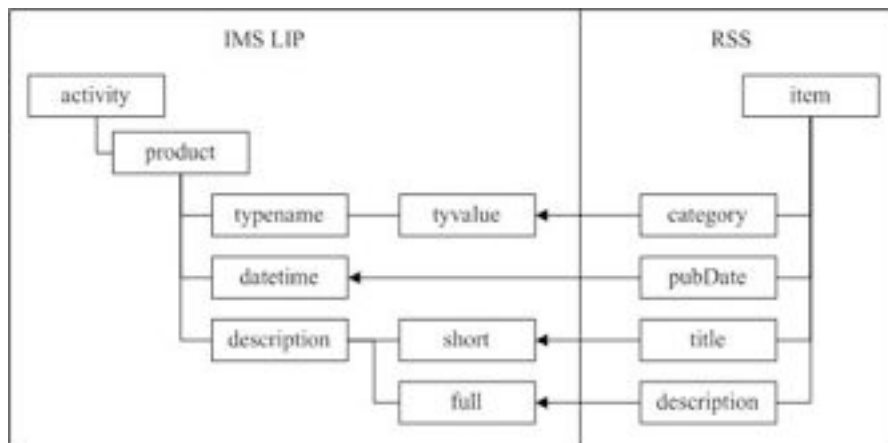 IMS LIP RSS
activity item
product
typename tyvalue category
datetime pubDate
description short title
full description